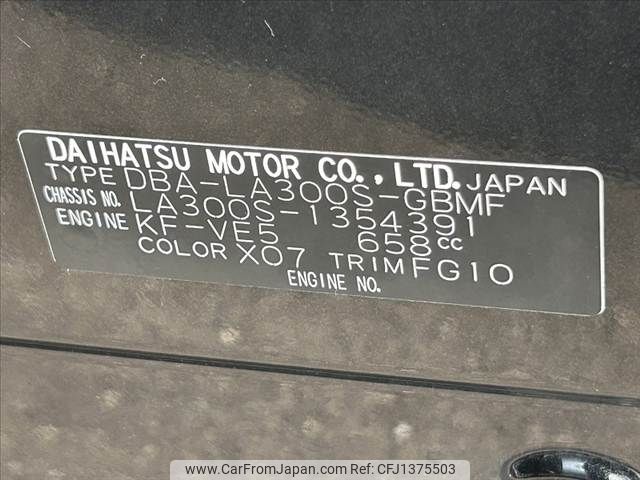 DAIHATSU MOTOR CO., LTD. JAPAN
TYPE DBA-LA300S-GBMF
CHASSIS NO. LA300S-1354391
ENGINE KF-VE5 658cc
COLOR X07 TRIM FG10
ENGINE NO.
www.CarFromJapan.com CFJ1375503